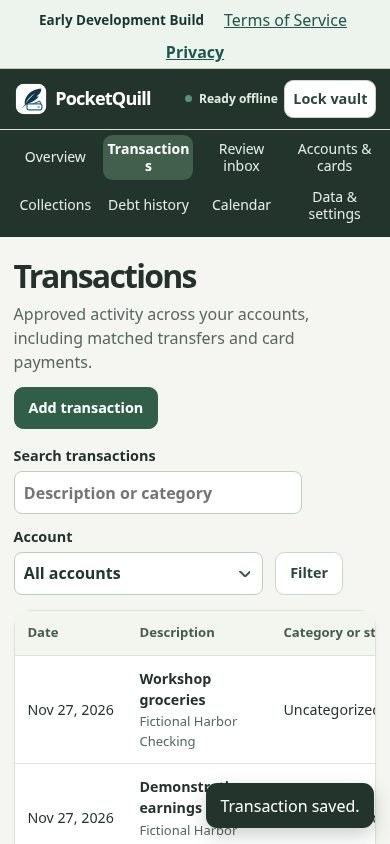 Early Development Build Terms of Service
Privacy
PocketQuill Ready offline Lock vault
Overview Transactions Review inbox Accounts & cards
Collections Debt history Calendar Data & settings
Transactions
Approved activity across your accounts,
including matched transfers and card
payments.
Add transaction
Search transactions
Description or category
Account
All accounts Filter
Date Description Category or st
Nov 27, 2026 Workshop groceries Uncategorized
Fictional Harbor
Checking
Nov 27, 2026 earnings
Fictional Harbor
Transaction saved.